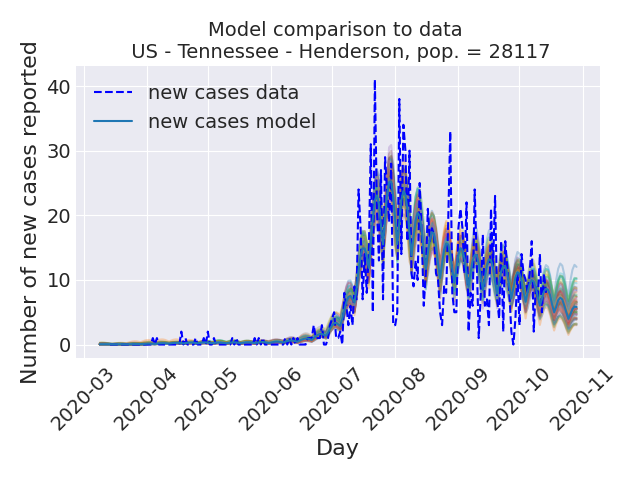 Model comparison to data
US - Tennessee - Henderson, pop. = 28117
Number of new cases reported
40
30
20
10
0
new cases data
new cases model
2020-03
2020-04
2020-05
2020-06
2020-07
2020-08
2020-09
2020-10
2020-11
Day